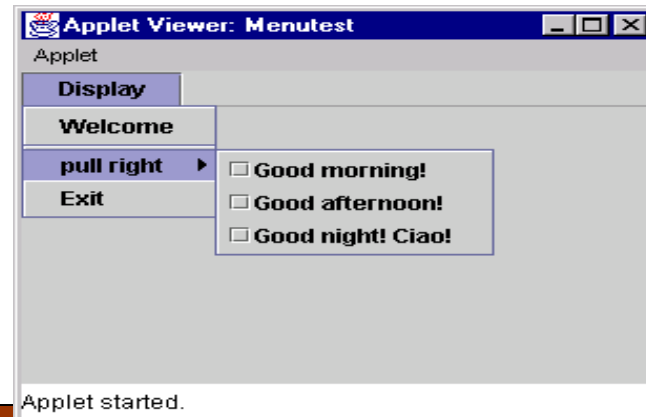 Applet Viewer: Menutest
Applet
Display
Welcome
pull right
Good morning!
Good afternoon!
Exit
Good night! Ciao!
Applet started.